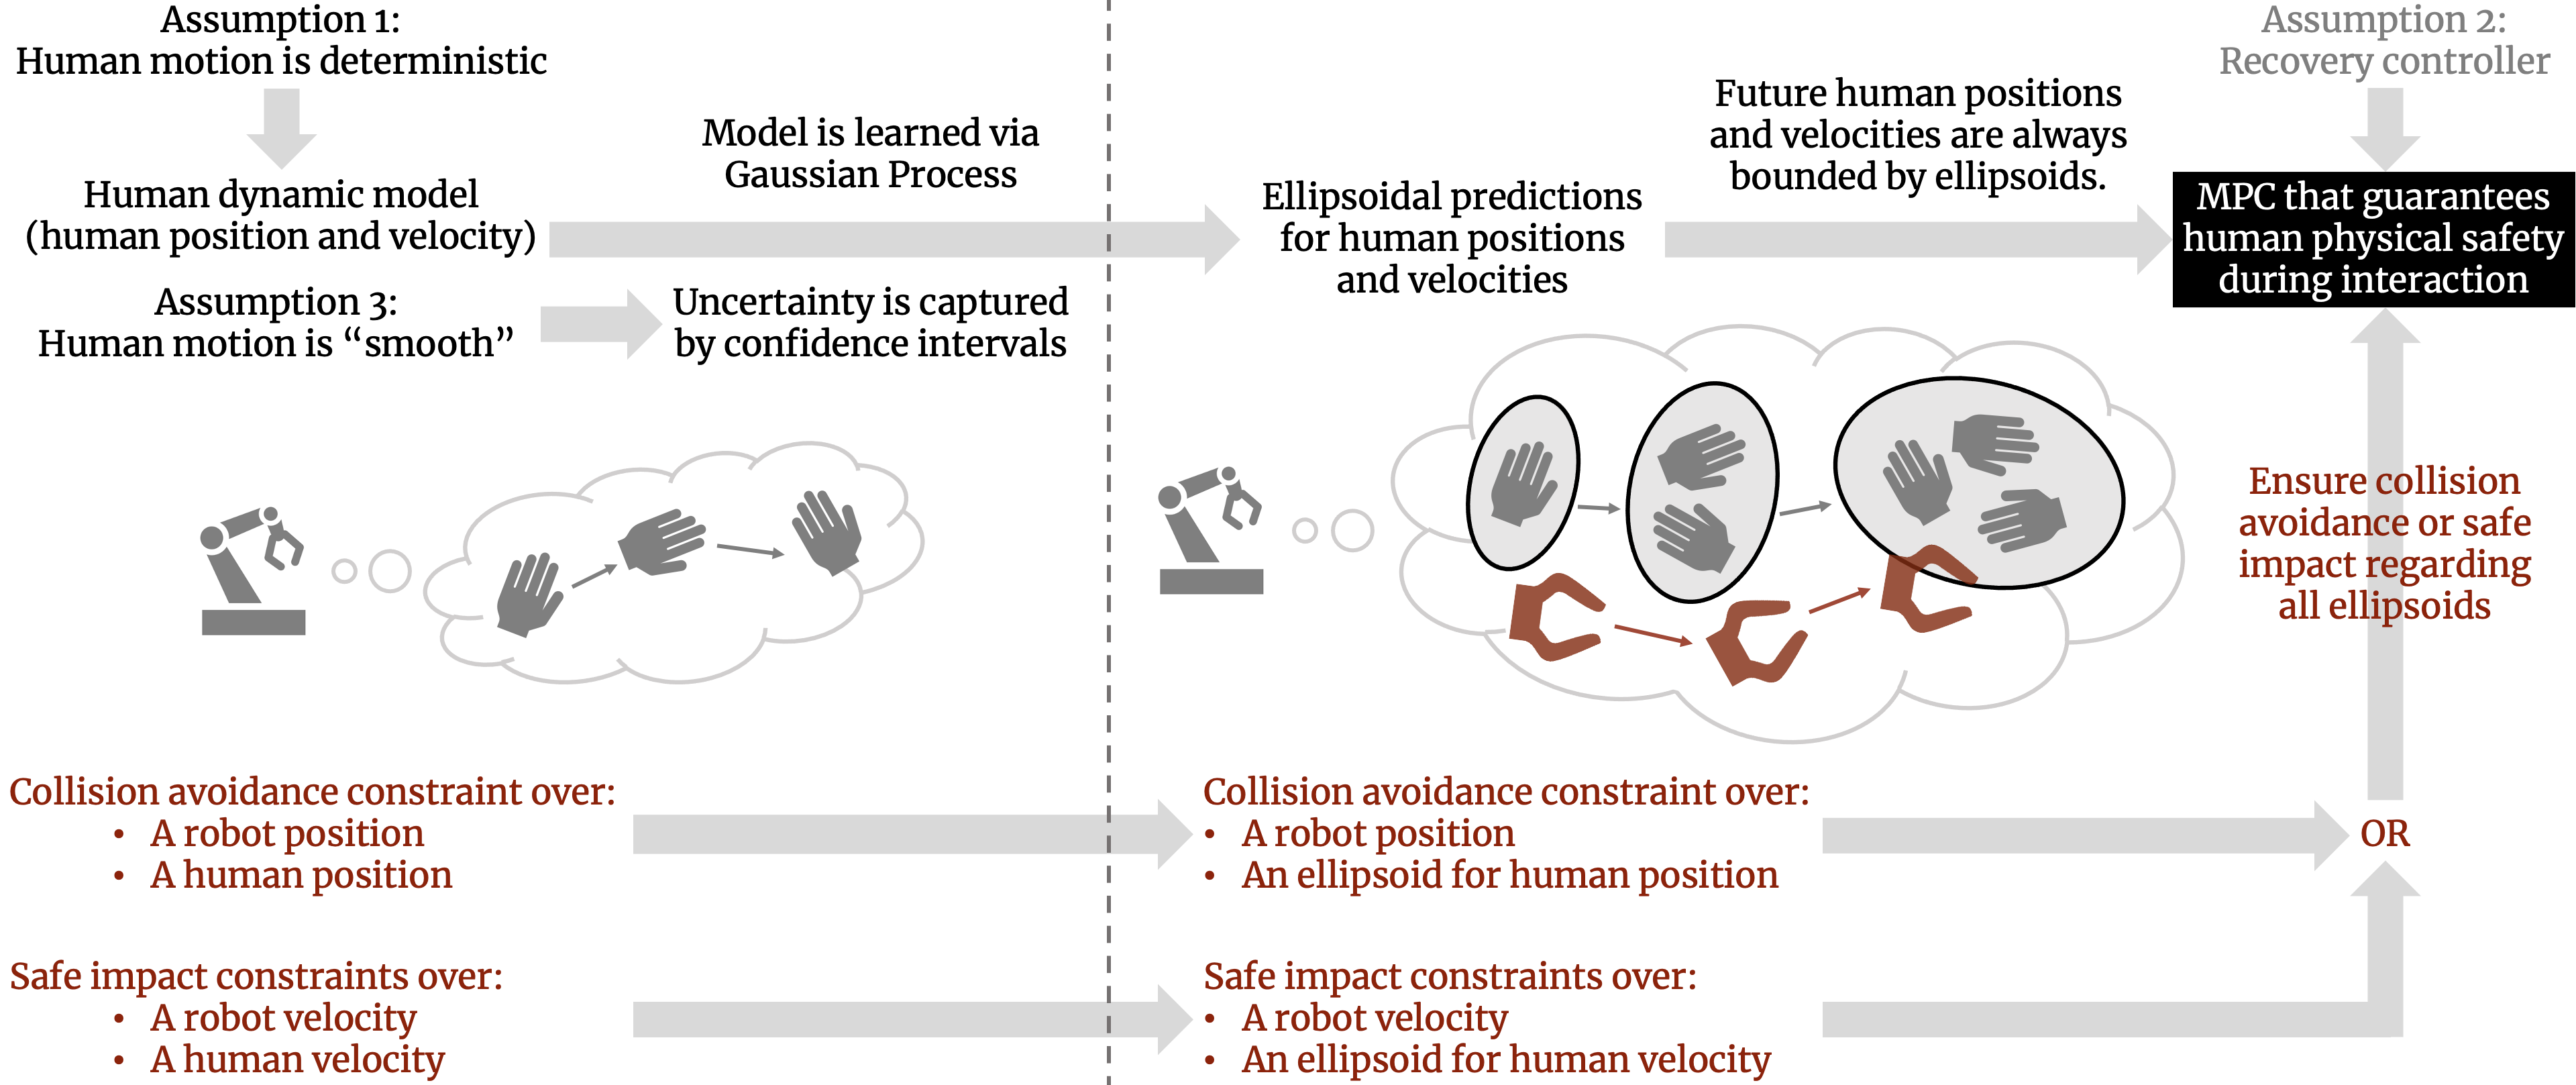 Assumption 1:
Human motion is deterministic
Human dynamic model
(human position and velocity)
Assumption 3:
Human motion is “smooth”
Model is learned via
Gaussian Process
Uncertainty is captured
by confidence intervals
Ellipsoidal predictions
for human positions
and velocities
Future human positions
and velocities are always
bounded by ellipsoids.
Assumption 2:
Recovery controller
MPC that guarantees
human physical safety
during interaction
Ensure collision
avoidance or safe
impact regarding
all ellipsoids
Collision avoidance constraint over:
• A robot position
• A human position
Collision avoidance constraint over:
• A robot position
• An ellipsoid for human position
OR
Safe impact constraints over:
• A robot velocity
• A human velocity
Safe impact constraints over:
• A robot velocity
• An ellipsoid for human velocity